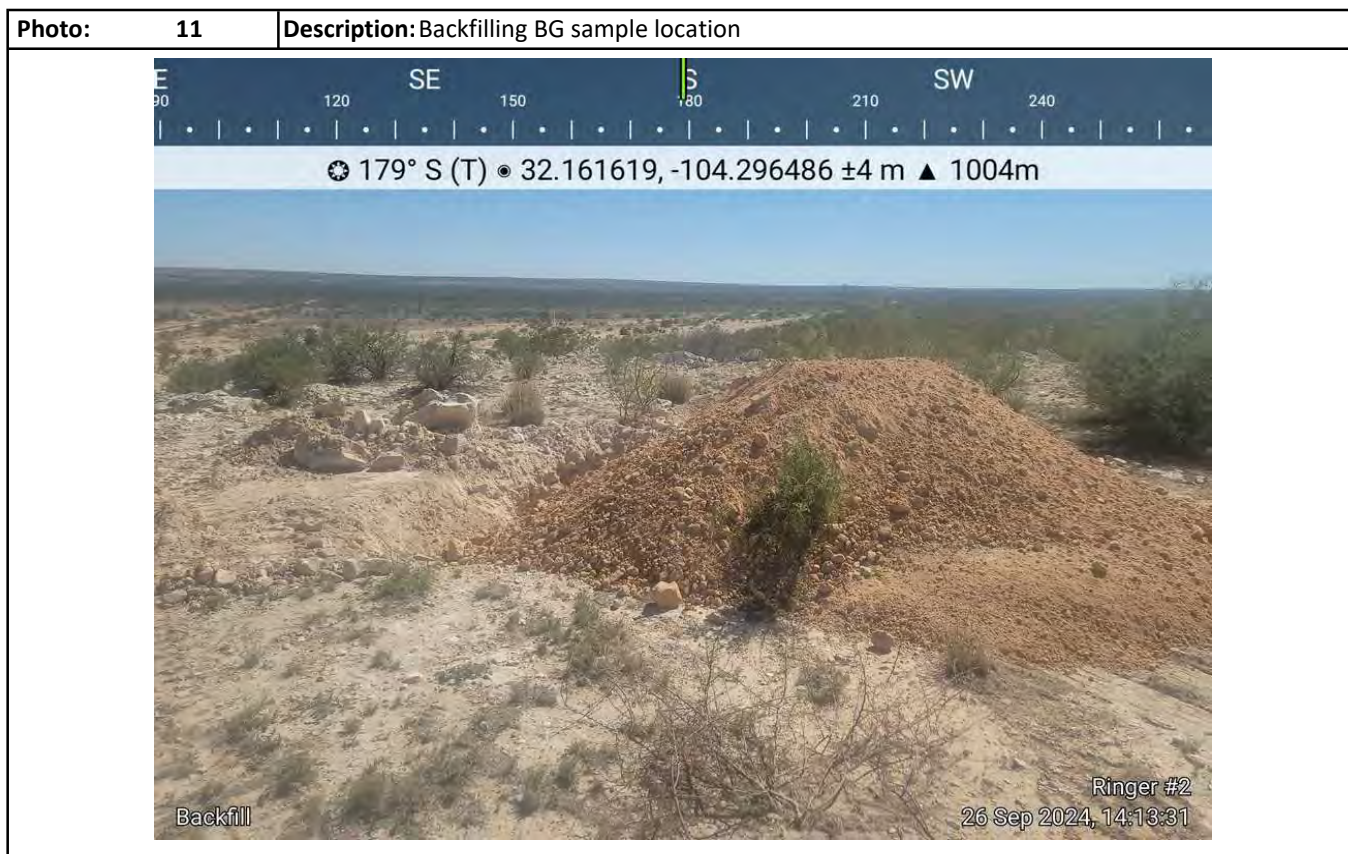 Photo: 11 Description: Backfilling BG sample location
E SE S SW
90 120 150 180 210 240
179° S (T) 32.161619, -104.296486 ±4 m ▲ 1004m
Ringer #2
Backfill 26 Sep 2024, 14:13:31